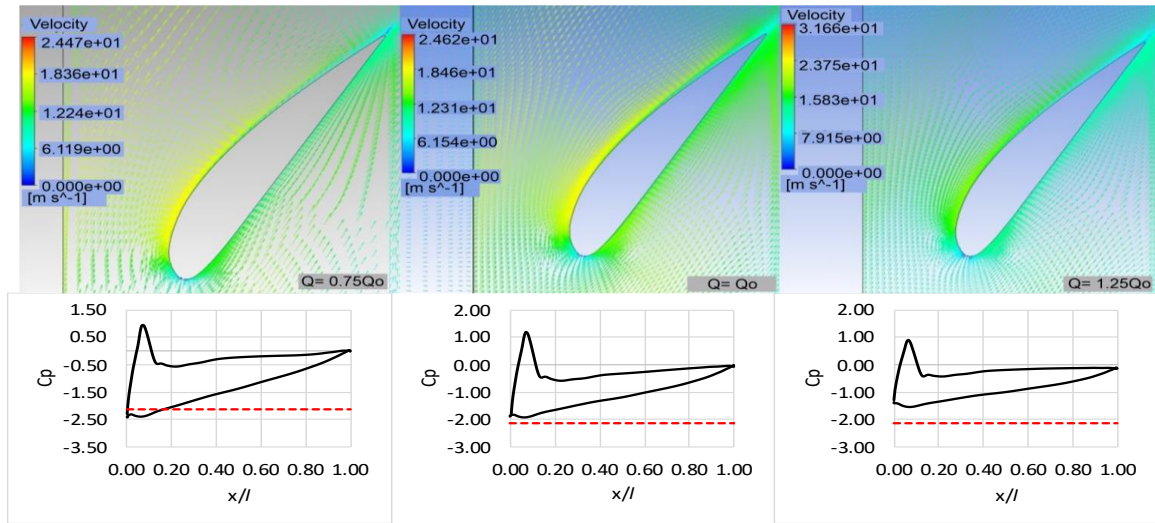 Velocity
2.447e+01
1.836e+01
1.224e+01
6.119e+00
0.000e+00
[m s^-1]
Q= 0.75Qo
Velocity
2.462e+01
1.846e+01
1.231e+01
6.154e+00
0.000e+00
[m s^-1]
Q= Qo
Velocity
3.166e+01
2.375e+01
1.583e+01
7.915e+00
0.000e+00
[m s^-1]
Q= 1.25Qo
1.50
0.50
-0.50
-1.50
-2.50
-3.50
Cp
0.00 0.20 0.40 0.60 0.80 1.00
x/l
2.00
1.00
0.00
-1.00
-2.00
-3.00
Cp
0.00 0.20 0.40 0.60 0.80 1.00
x/l
2.00
1.00
0.00
-1.00
-2.00
-3.00
Cp
0.00 0.20 0.40 0.60 0.80 1.00
x/l